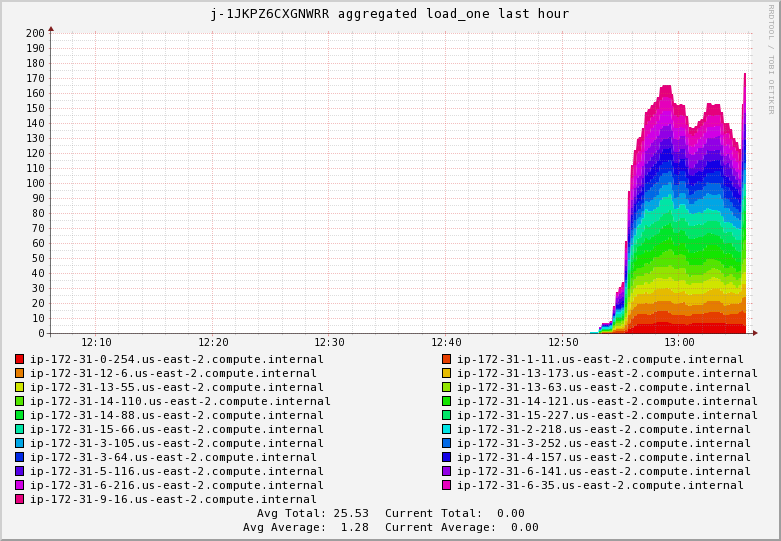 j-1JKPZ6CXGNWRR aggregated load_one last hour
RRDTOOL / TOBI OETIKER
200
190
180
170
160
150
140
130
120
110
100
90
80
70
60
50
40
30
20
10
0
12:10 12:20 12:30 12:40 12:50 13:00
ip-172-31-0-254.us-east-2.compute.internal ip-172-31-1-11.us-east-2.compute.internal
ip-172-31-12-6.us-east-2.compute.internal ip-172-31-13-173.us-east-2.compute.internal
ip-172-31-13-55.us-east-2.compute.internal ip-172-31-13-63.us-east-2.compute.internal
ip-172-31-14-110.us-east-2.compute.internal ip-172-31-14-121.us-east-2.compute.internal
ip-172-31-14-88.us-east-2.compute.internal ip-172-31-15-227.us-east-2.compute.internal
ip-172-31-15-66.us-east-2.compute.internal ip-172-31-2-218.us-east-2.compute.internal
ip-172-31-3-105.us-east-2.compute.internal ip-172-31-3-252.us-east-2.compute.internal
ip-172-31-3-64.us-east-2.compute.internal ip-172-31-4-157.us-east-2.compute.internal
ip-172-31-5-116.us-east-2.compute.internal ip-172-31-6-141.us-east-2.compute.internal
ip-172-31-6-216.us-east-2.compute.internal ip-172-31-6-35.us-east-2.compute.internal
ip-172-31-9-16.us-east-2.compute.internal
Avg Total: 25.53 Current Total: 0.00
Avg Average: 1.28 Current Average: 0.00